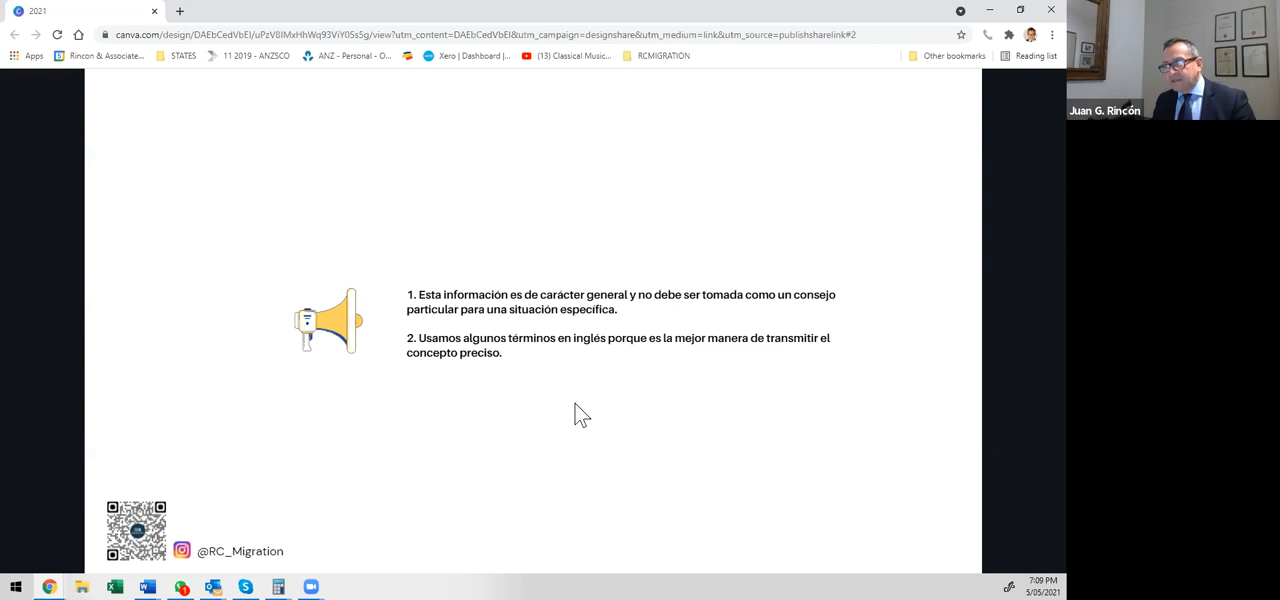 2021
canva.com/design/DAEbCedVbEI/uPzV8IMxHhWq93ViY05s5g/view?utm_content=DAEbCedVbEI&utm_campaign=designshare&utm_medium=link&utm_source=publishsharelink#2
Apps Rincon & Associate... STATES 11 2019 - ANZSCO ANZ - Personal - O... Xero | Dashboard |... (13) Classical Music... RCMIGRATION Other bookmarks Reading list
Juan G. Rincón
1. Esta información es de carácter general y no debe ser tomada como un consejo
particular para una situación específica.
2. Usamos algunos términos en inglés porque es la mejor manera de transmitir el
concepto preciso.
@RC_Migration
7:09 PM
5/05/2021